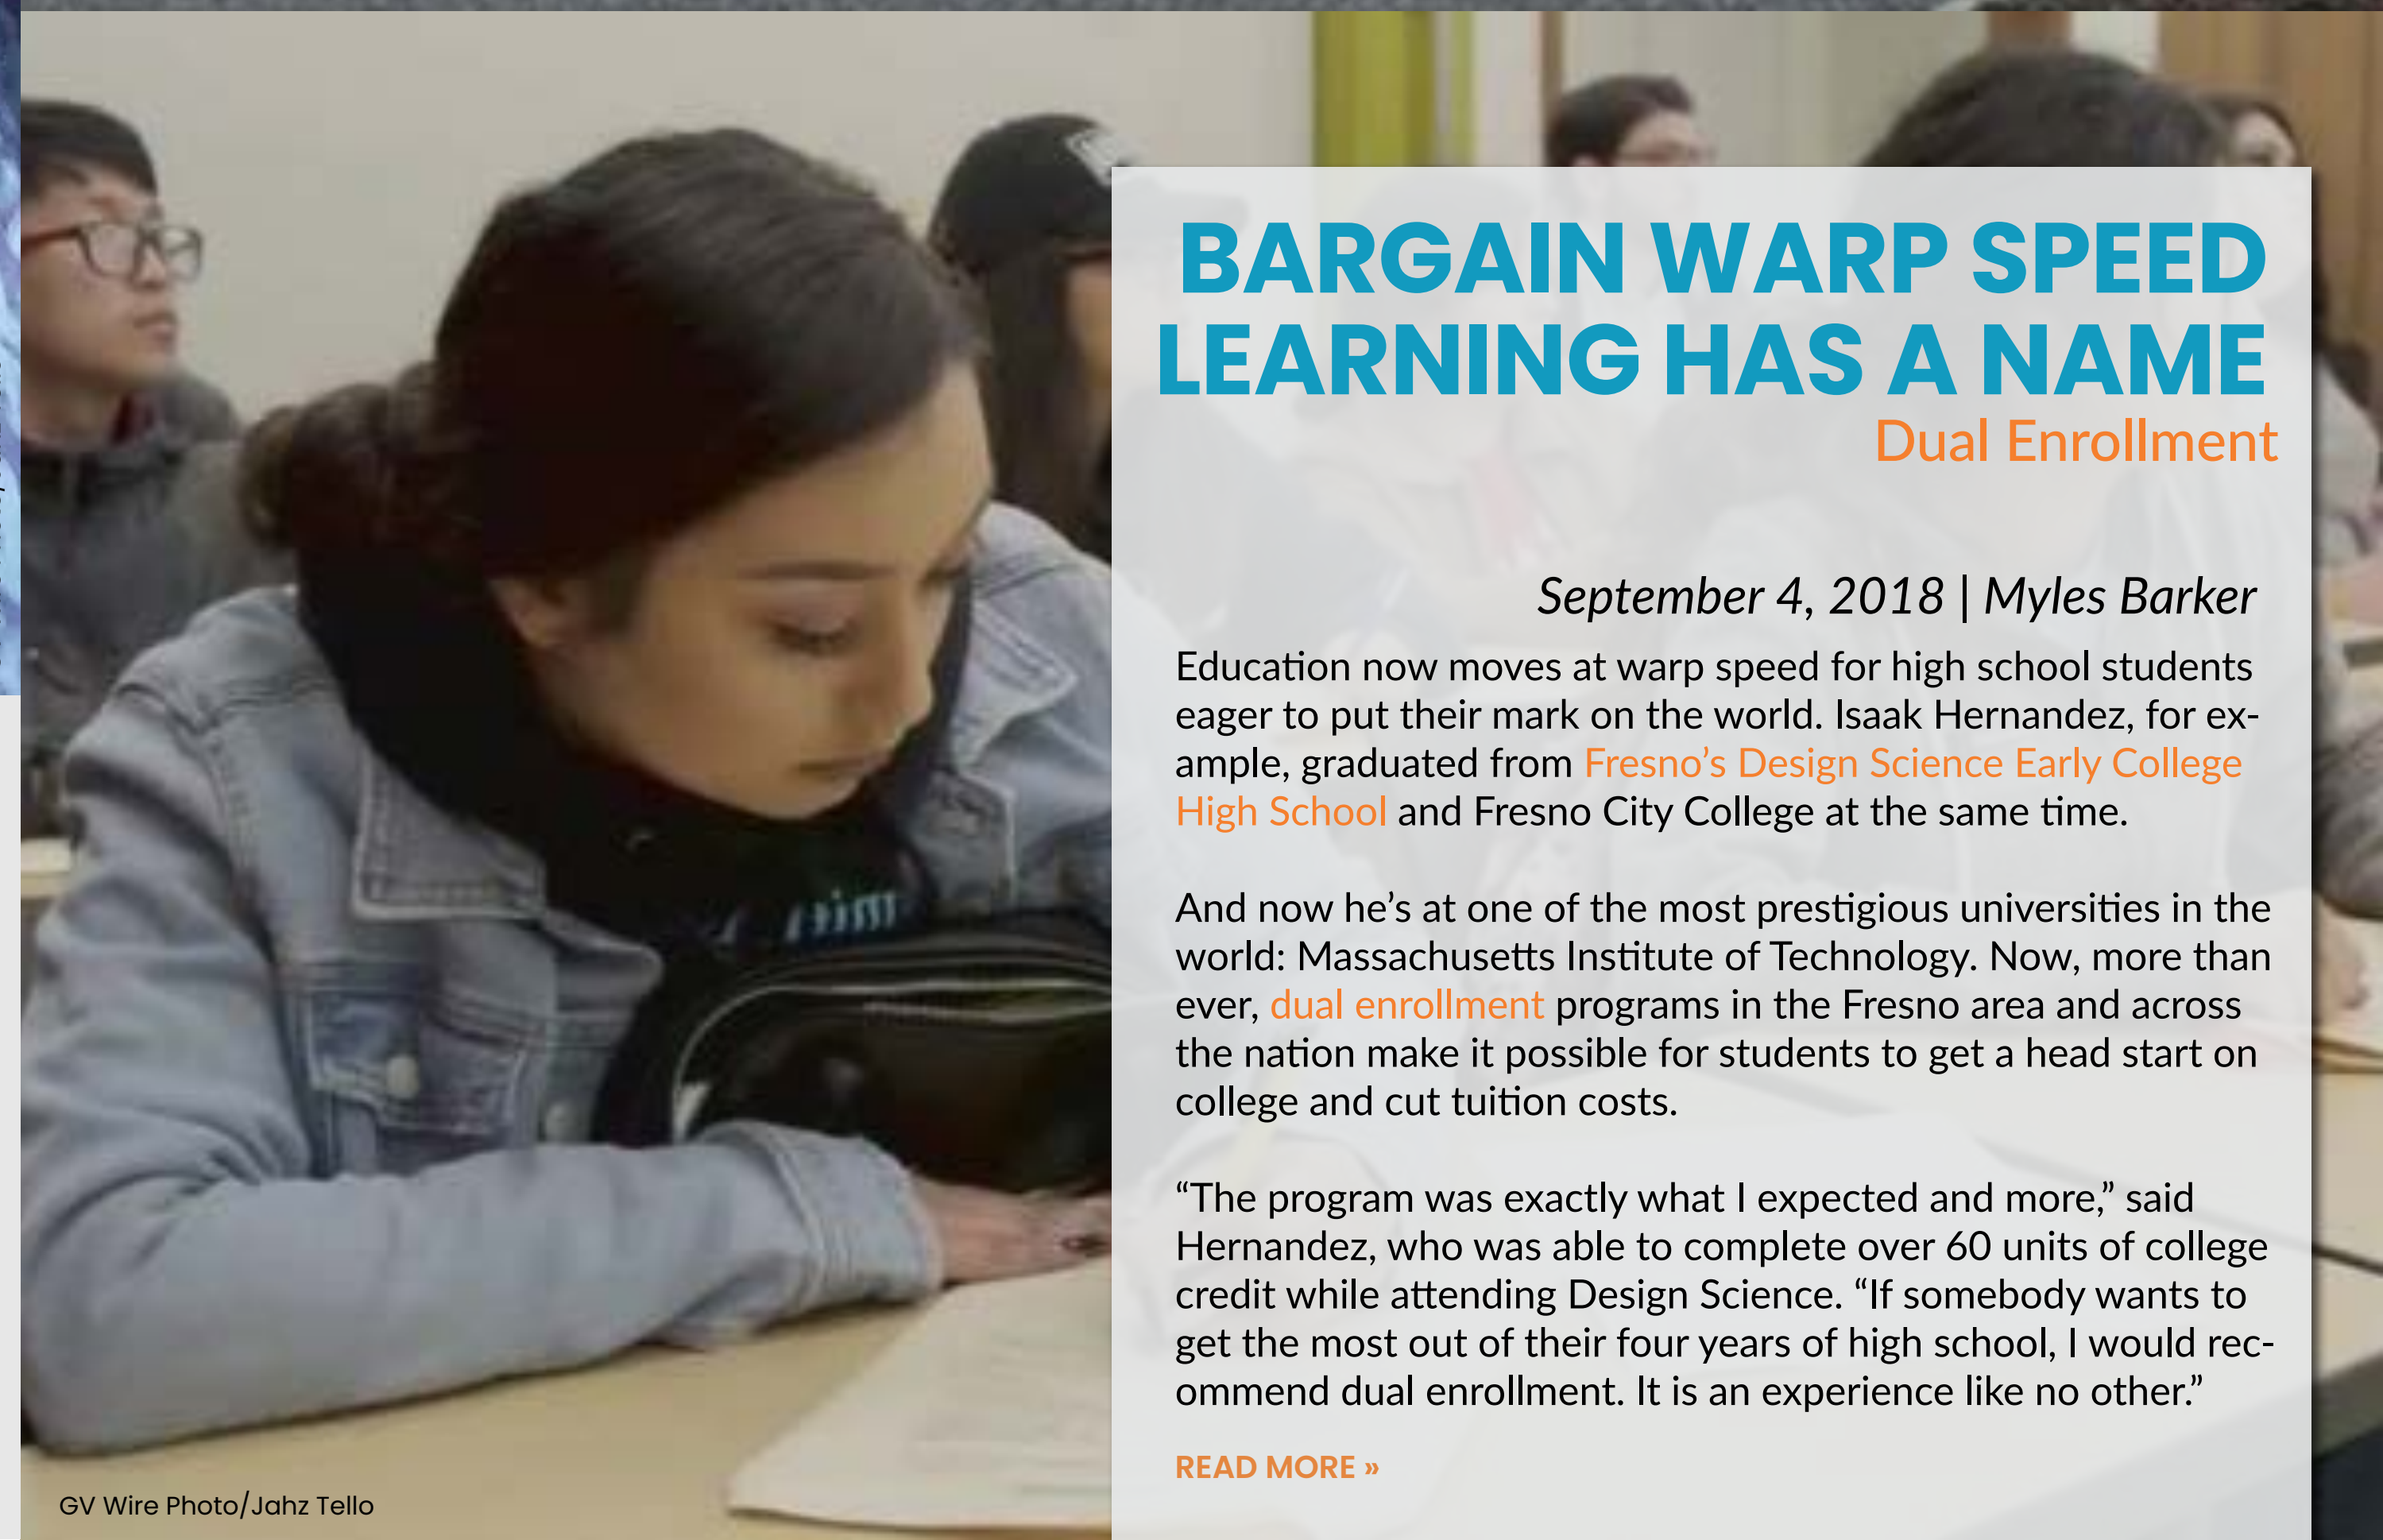 BARGAIN WARP SPEED
LEARNING HAS A NAME
Dual Enrollment
September 4, 2018 | Myles Barker
Education now moves at warp speed for high school students
eager to put their mark on the world. Isaak Hernandez, for ex-
ample, graduated from Fresno’s Design Science Early College
High School and Fresno City College at the same time.
And now he’s at one of the most prestigious universities in the
world: Massachusetts Institute of Technology. Now, more than
ever, dual enrollment programs in the Fresno area and across
the nation make it possible for students to get a head start on
college and cut tuition costs.
“The program was exactly what I expected and more,” said
Hernandez, who was able to complete over 60 units of college
credit while attending Design Science. “If somebody wants to
get the most out of their four years of high school, I would rec-
ommend dual enrollment. It is an experience like no other.”
READ MORE »
GV Wire Photo/Jahz Tello